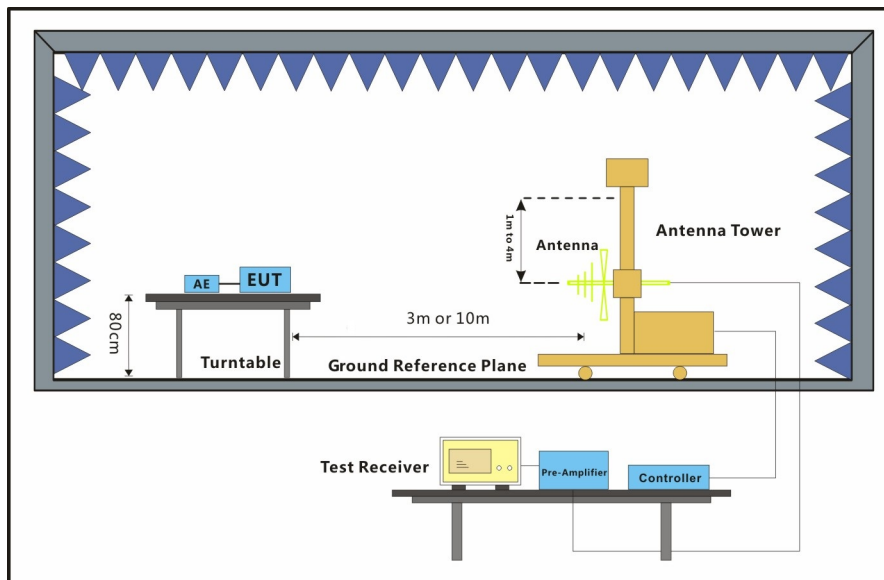 1m to 4m
Antenna
Antenna Tower
AE
EUT
80cm
3m or 10m
Turntable
Ground Reference Plane
Test Receiver
Pre-Amplifier
Controller